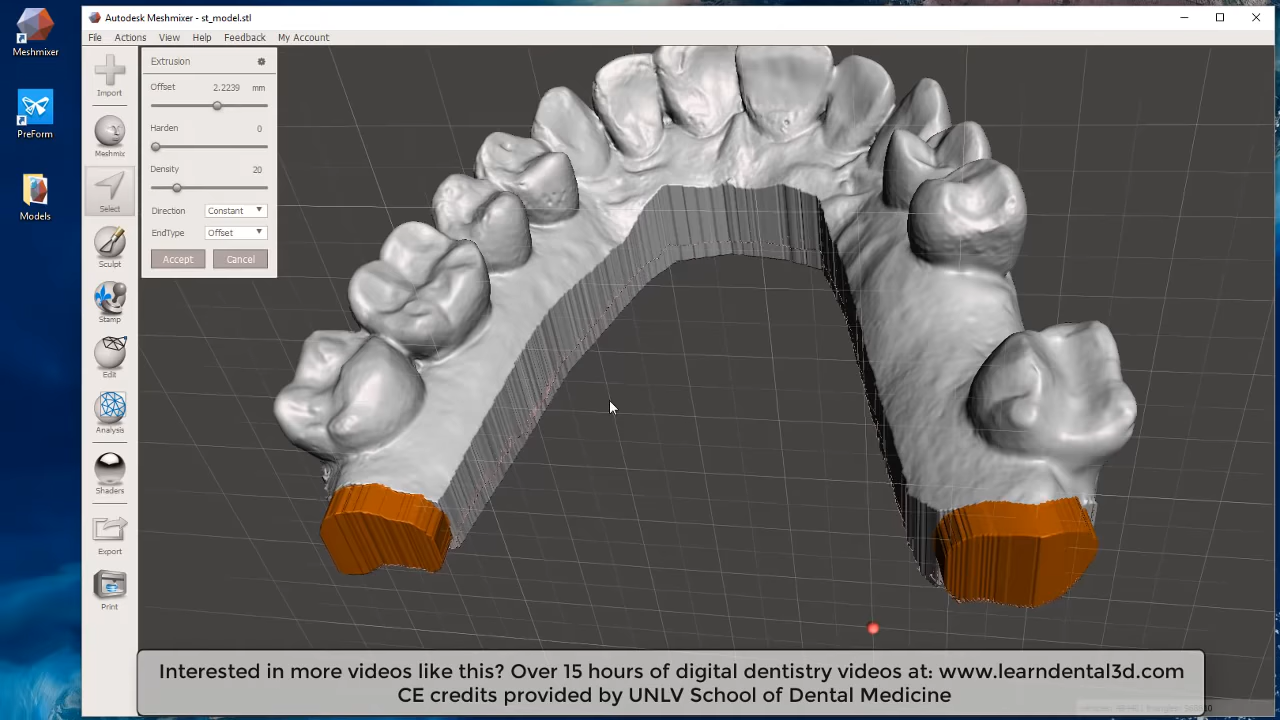 Meshmixer
PreForm
Models
Autodesk Meshmixer - st_model.stl
File Actions View Help Feedback My Account
Import
Meshmix
Select
Sculpt
Stamp
Edit
Analysis
Shaders
Export
Print
Extrusion
Offset 2.2239 mm
Harden 0
Density 20
Direction Constant
EndType Offset
Accept Cancel
Interested in more videos like this? Over 15 hours of digital dentistry videos at: www.learndental3d.com
CE credits provided by UNLV School of Dental Medicine